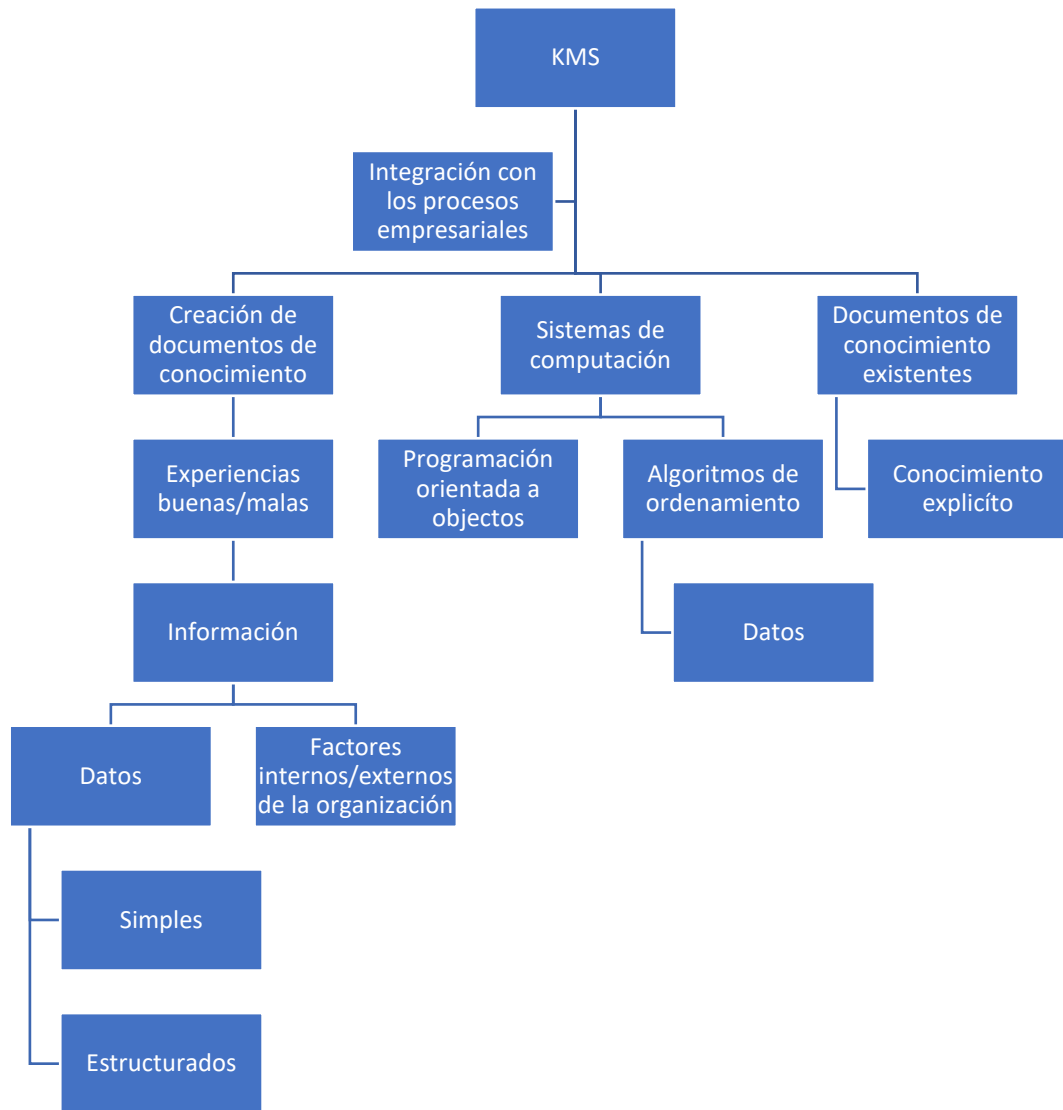 KMS
Integración con
los procesos
empresariales
Creación de
documentos de
conocimiento
Sistemas de
computación
Documentos de
conocimiento
existentes
Experiencias
buenas/malas
Programación
orientada a
objectos
Algoritmos de
ordenamiento
Conocimiento
explicíto
Información
Datos
Datos
Factores
internos/externos
de la organización
Simples
Estructurados